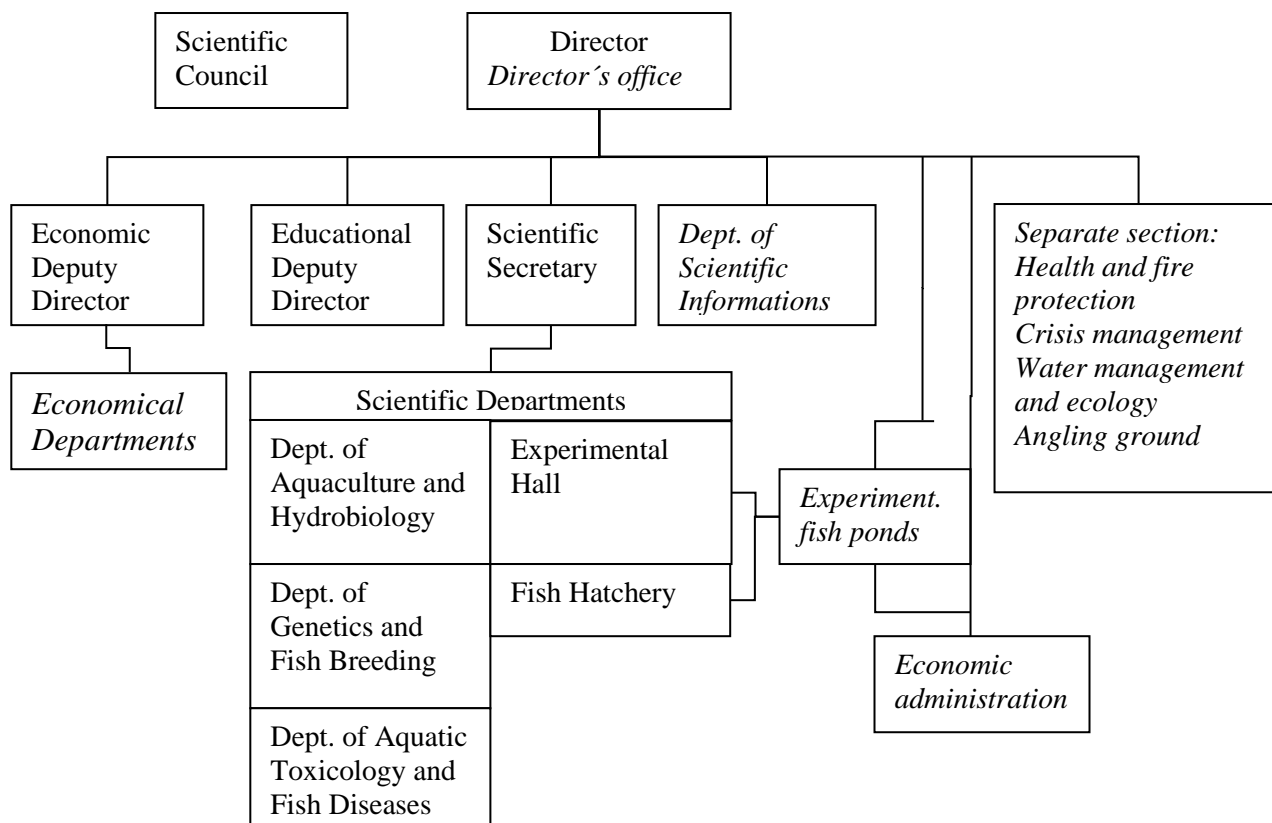 Scientific
Council
Director
Director´s office
Economic
Deputy
Director
Educational
Deputy
Director
Scientific
Secretary
Dept. of
Scientific
Informations
Separate section:
Health and fire
protection
Crisis management
Water management
and ecology
Angling ground
Economical
Departments
Scientific Departments
Dept. of
Aquaculture and
Hydrobiology
Experimental
Hall
Experiment.
fish ponds
Dept. of
Genetics and
Fish Breeding
Fish Hatchery
Economic
administration
Dept. of Aquatic
Toxicology and
Fish Diseases